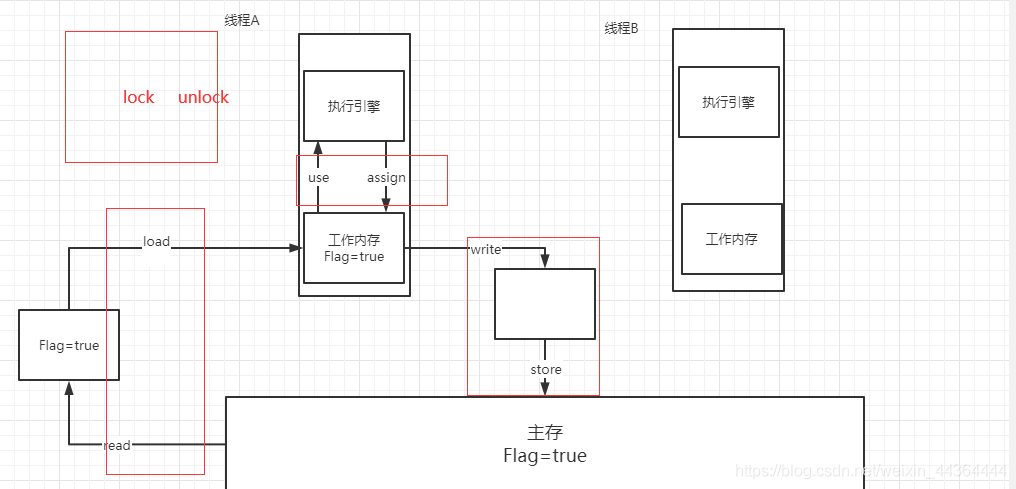 线程A
线程B
lock unlock
执行引擎
执行引擎
use
assign
工作内存
Flag=true
工作内存
load
write
Flag=true
store
read
主存
Flag=true
https://blog.csdn.net/weixin_44364444